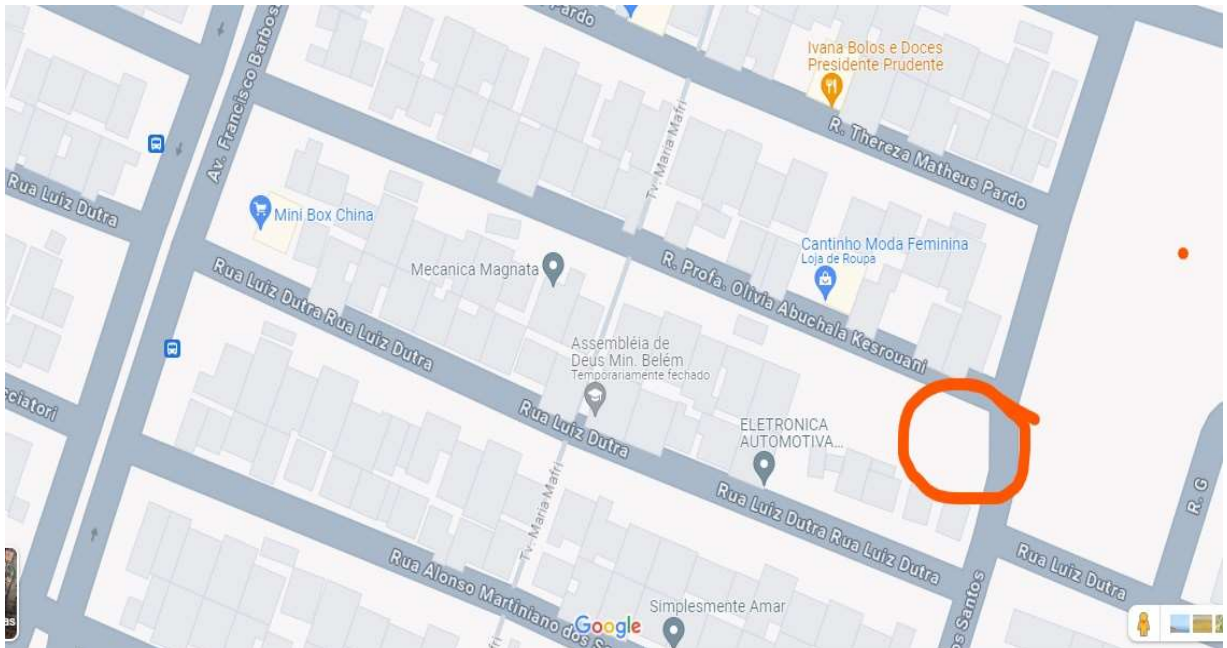 Pardo
Av. Francisco Barbos
Ivana Bolos e Doces
Presidente Prudente
R. Thereza Matheus Pardo
Tv. Maria Mafri
Rua Luiz Dutra
Mini Box China
Mecanica Magnata
R. Profa. Olivia Abuchala Kesrouani
Cantinho Moda Feminina
Loja de Roupa
Rua Luiz Dutra Rua Luiz Dutra
Assembléia de
Deus Min. Belém
Temporariamente fechado
cciatori
Rua Luiz Dutra
ELETRONICA
AUTOMOTIVA...
Tv. Maria Mafri
Rua Luiz Dutra Rua Luiz Dutra
R. G
Rua Luiz Dutra
Rua Alonso Martiniano dos Sa
os Santos
Simplesmente Amar
Google
as